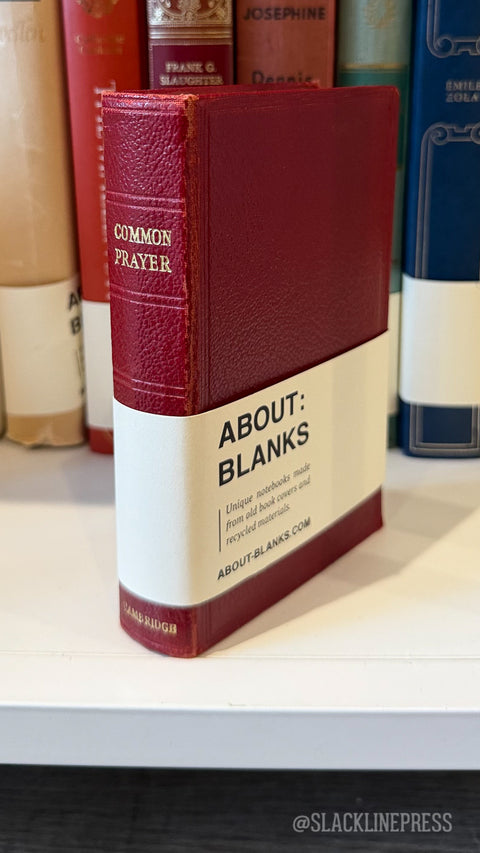 FRANK G.
SLAUGHTER
JOSEPHINE
Dennis
EMILE
ZOLA
COMMON
PRAYER
CAMBRIDGE
ABOUT:
BLANKS
Unique notebooks made
from old book covers and
recycled materials.
ABOUT-BLANKS.COM
@SLACKLINEPRESS